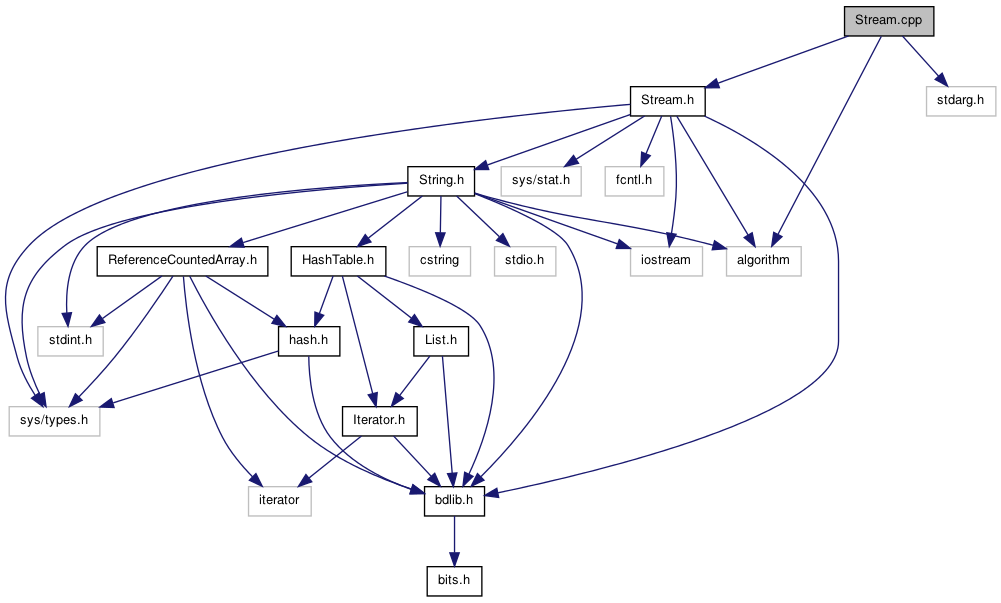 Stream.cpp
Stream.h
stdarg.h
String.h
sys/stat.h
fcntl.h
ReferenceCountedArray.h
HashTable.h
cstring
stdio.h
iostream
algorithm
stdint.h
hash.h
List.h
sys/types.h
Iterator.h
iterator
bdlib.h
bits.h